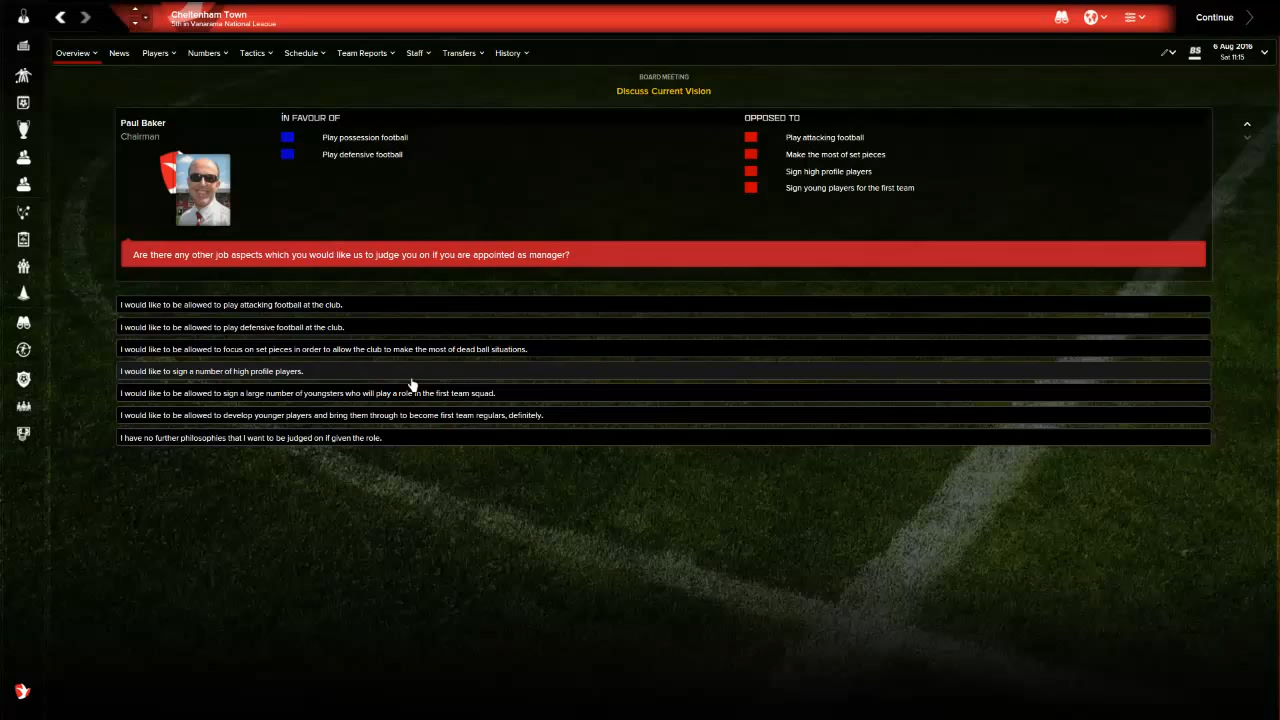 Cheltenham Town
5th in Vanarama National League
Continue
Overview
News
Players
Numbers
Tactics
Schedule
Team Reports
Staff
Transfers
History
BS
6 Aug 2016
Sat 11:15
BOARD MEETING
Discuss Current Vision
Paul Baker
Chairman
IN FAVOUR OF
Play possession football
Play defensive football
OPPOSED TO
Play attacking football
Make the most of set pieces
Sign high profile players
Sign young players for the first team
Are there any other job aspects which you would like us to judge you on if you are appointed as manager?
I would like to be allowed to play attacking football at the club.
I would like to be allowed to play defensive football at the club.
I would like to be allowed to focus on set pieces in order to allow the club to make the most of dead ball situations.
I would like to sign a number of high profile players.
I would like to be allowed to sign a large number of youngsters who will play a role in the first team squad.
I would like to be allowed to develop younger players and bring them through to become first team regulars, definitely.
I have no further philosophies that I want to be judged on if given the role.